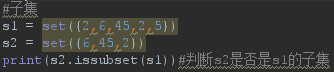 #子集
s1 = set({2,6,45,2,5})
s2 = set({6,45,2})
print(s2.issubset(s1))#判断s2是否是s1的子集